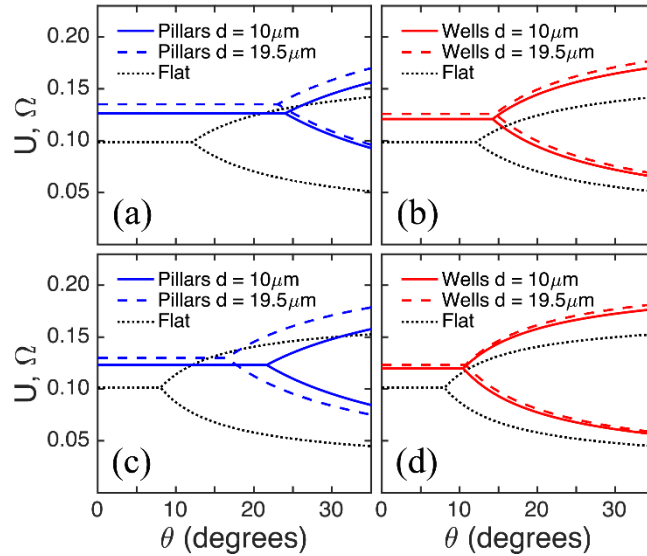 0.20
0.15
0.10
0.05
U, Ω
Pillars d = 10μm
Pillars d = 19.5μm
Flat
(a)
Wells d = 10μm
Wells d = 19.5μm
Flat
(b)
0.20
0.15
0.10
0.05
U, Ω
Pillars d = 10μm
Pillars d = 19.5μm
Flat
(c)
Wells d = 10μm
Wells d = 19.5μm
Flat
(d)
0 10 20 30
0 10 20 30
θ (degrees)
θ (degrees)